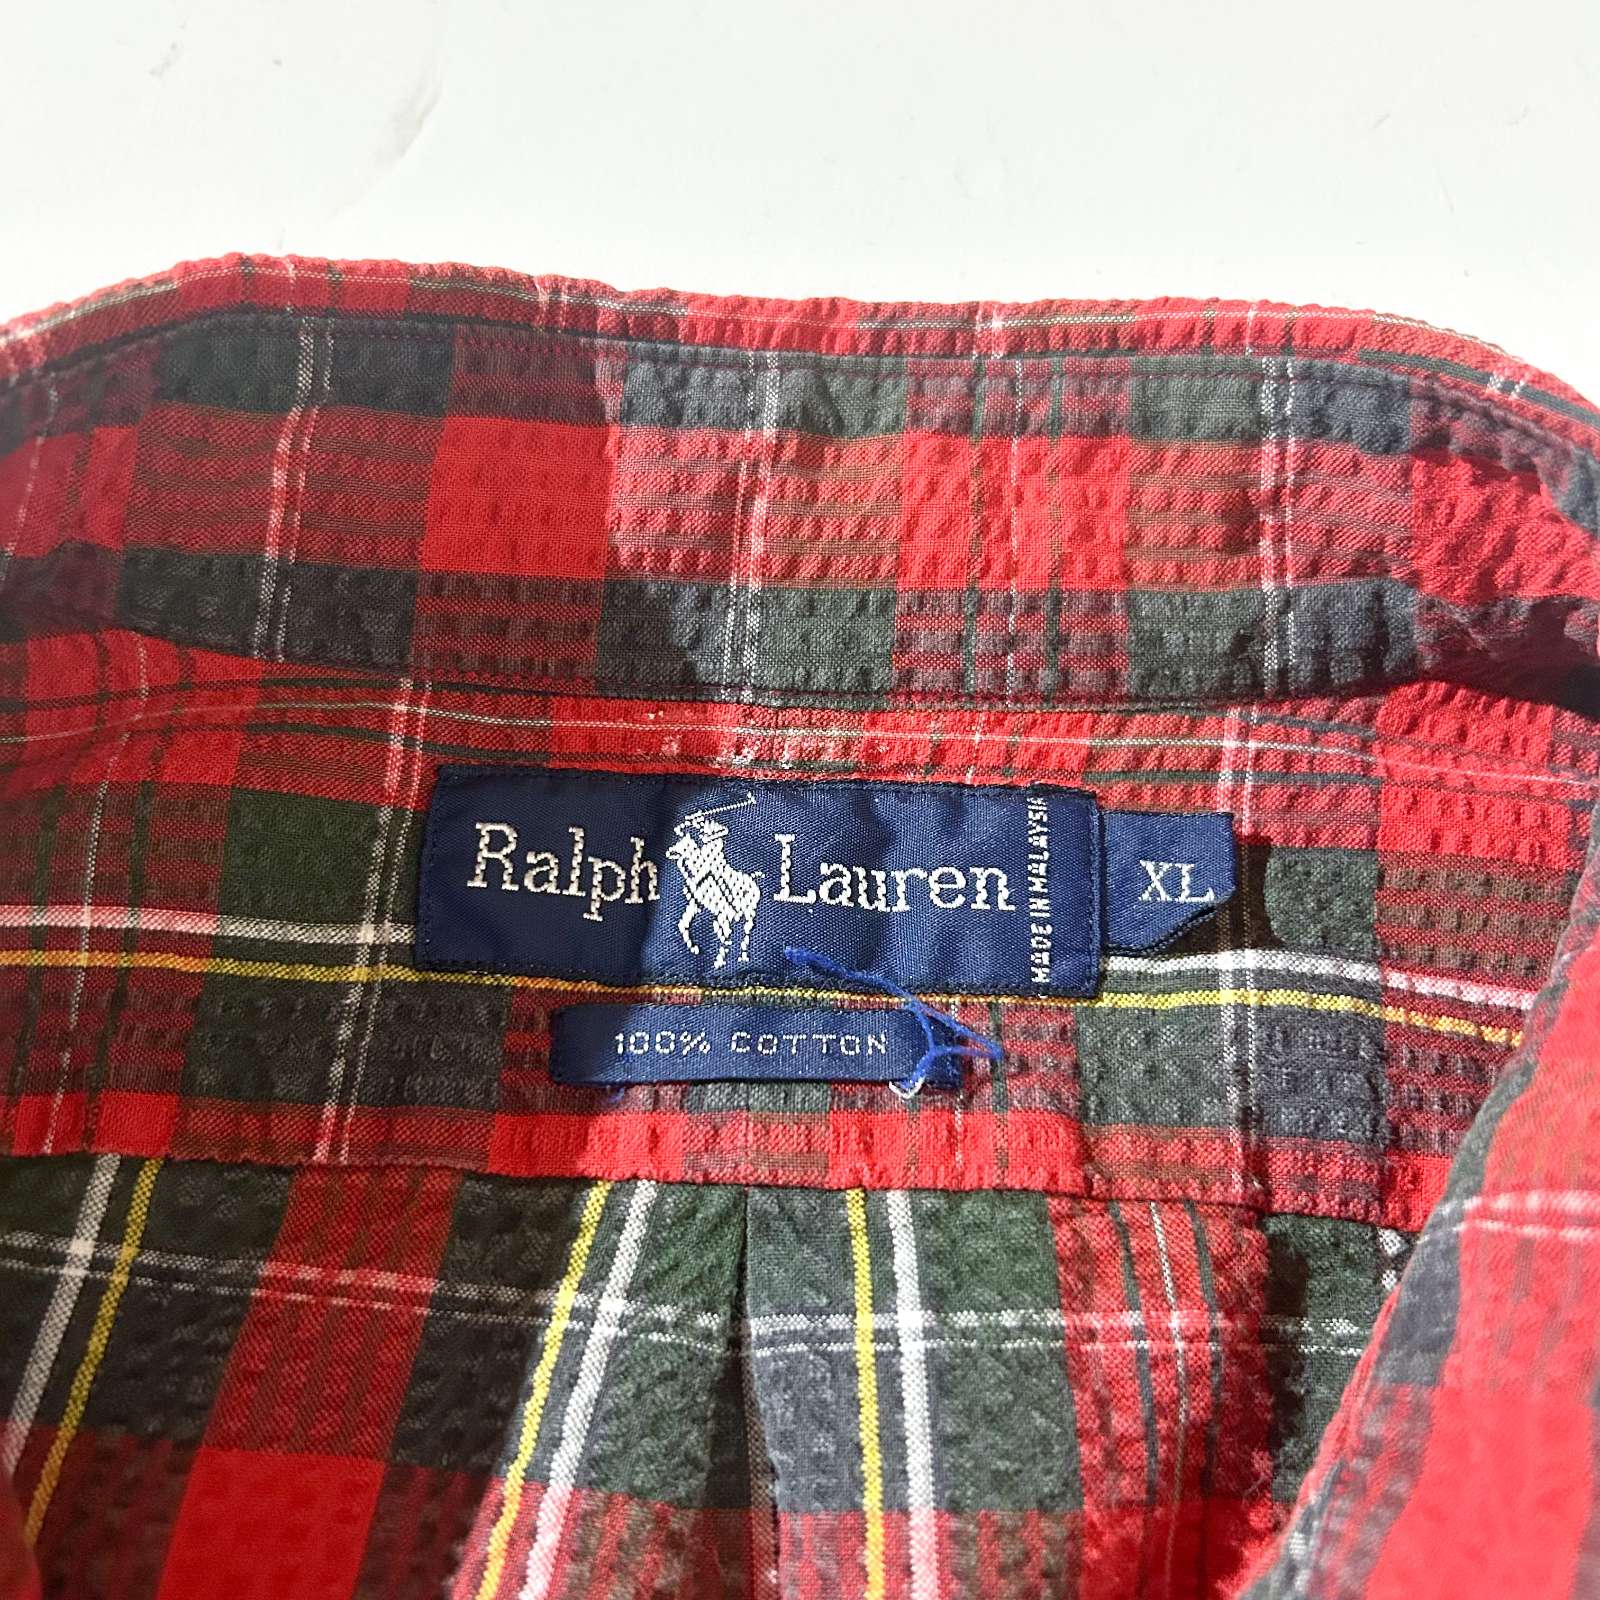 Ralph Lauren
MADE IN MALAYSIA
XL
100% COTTON